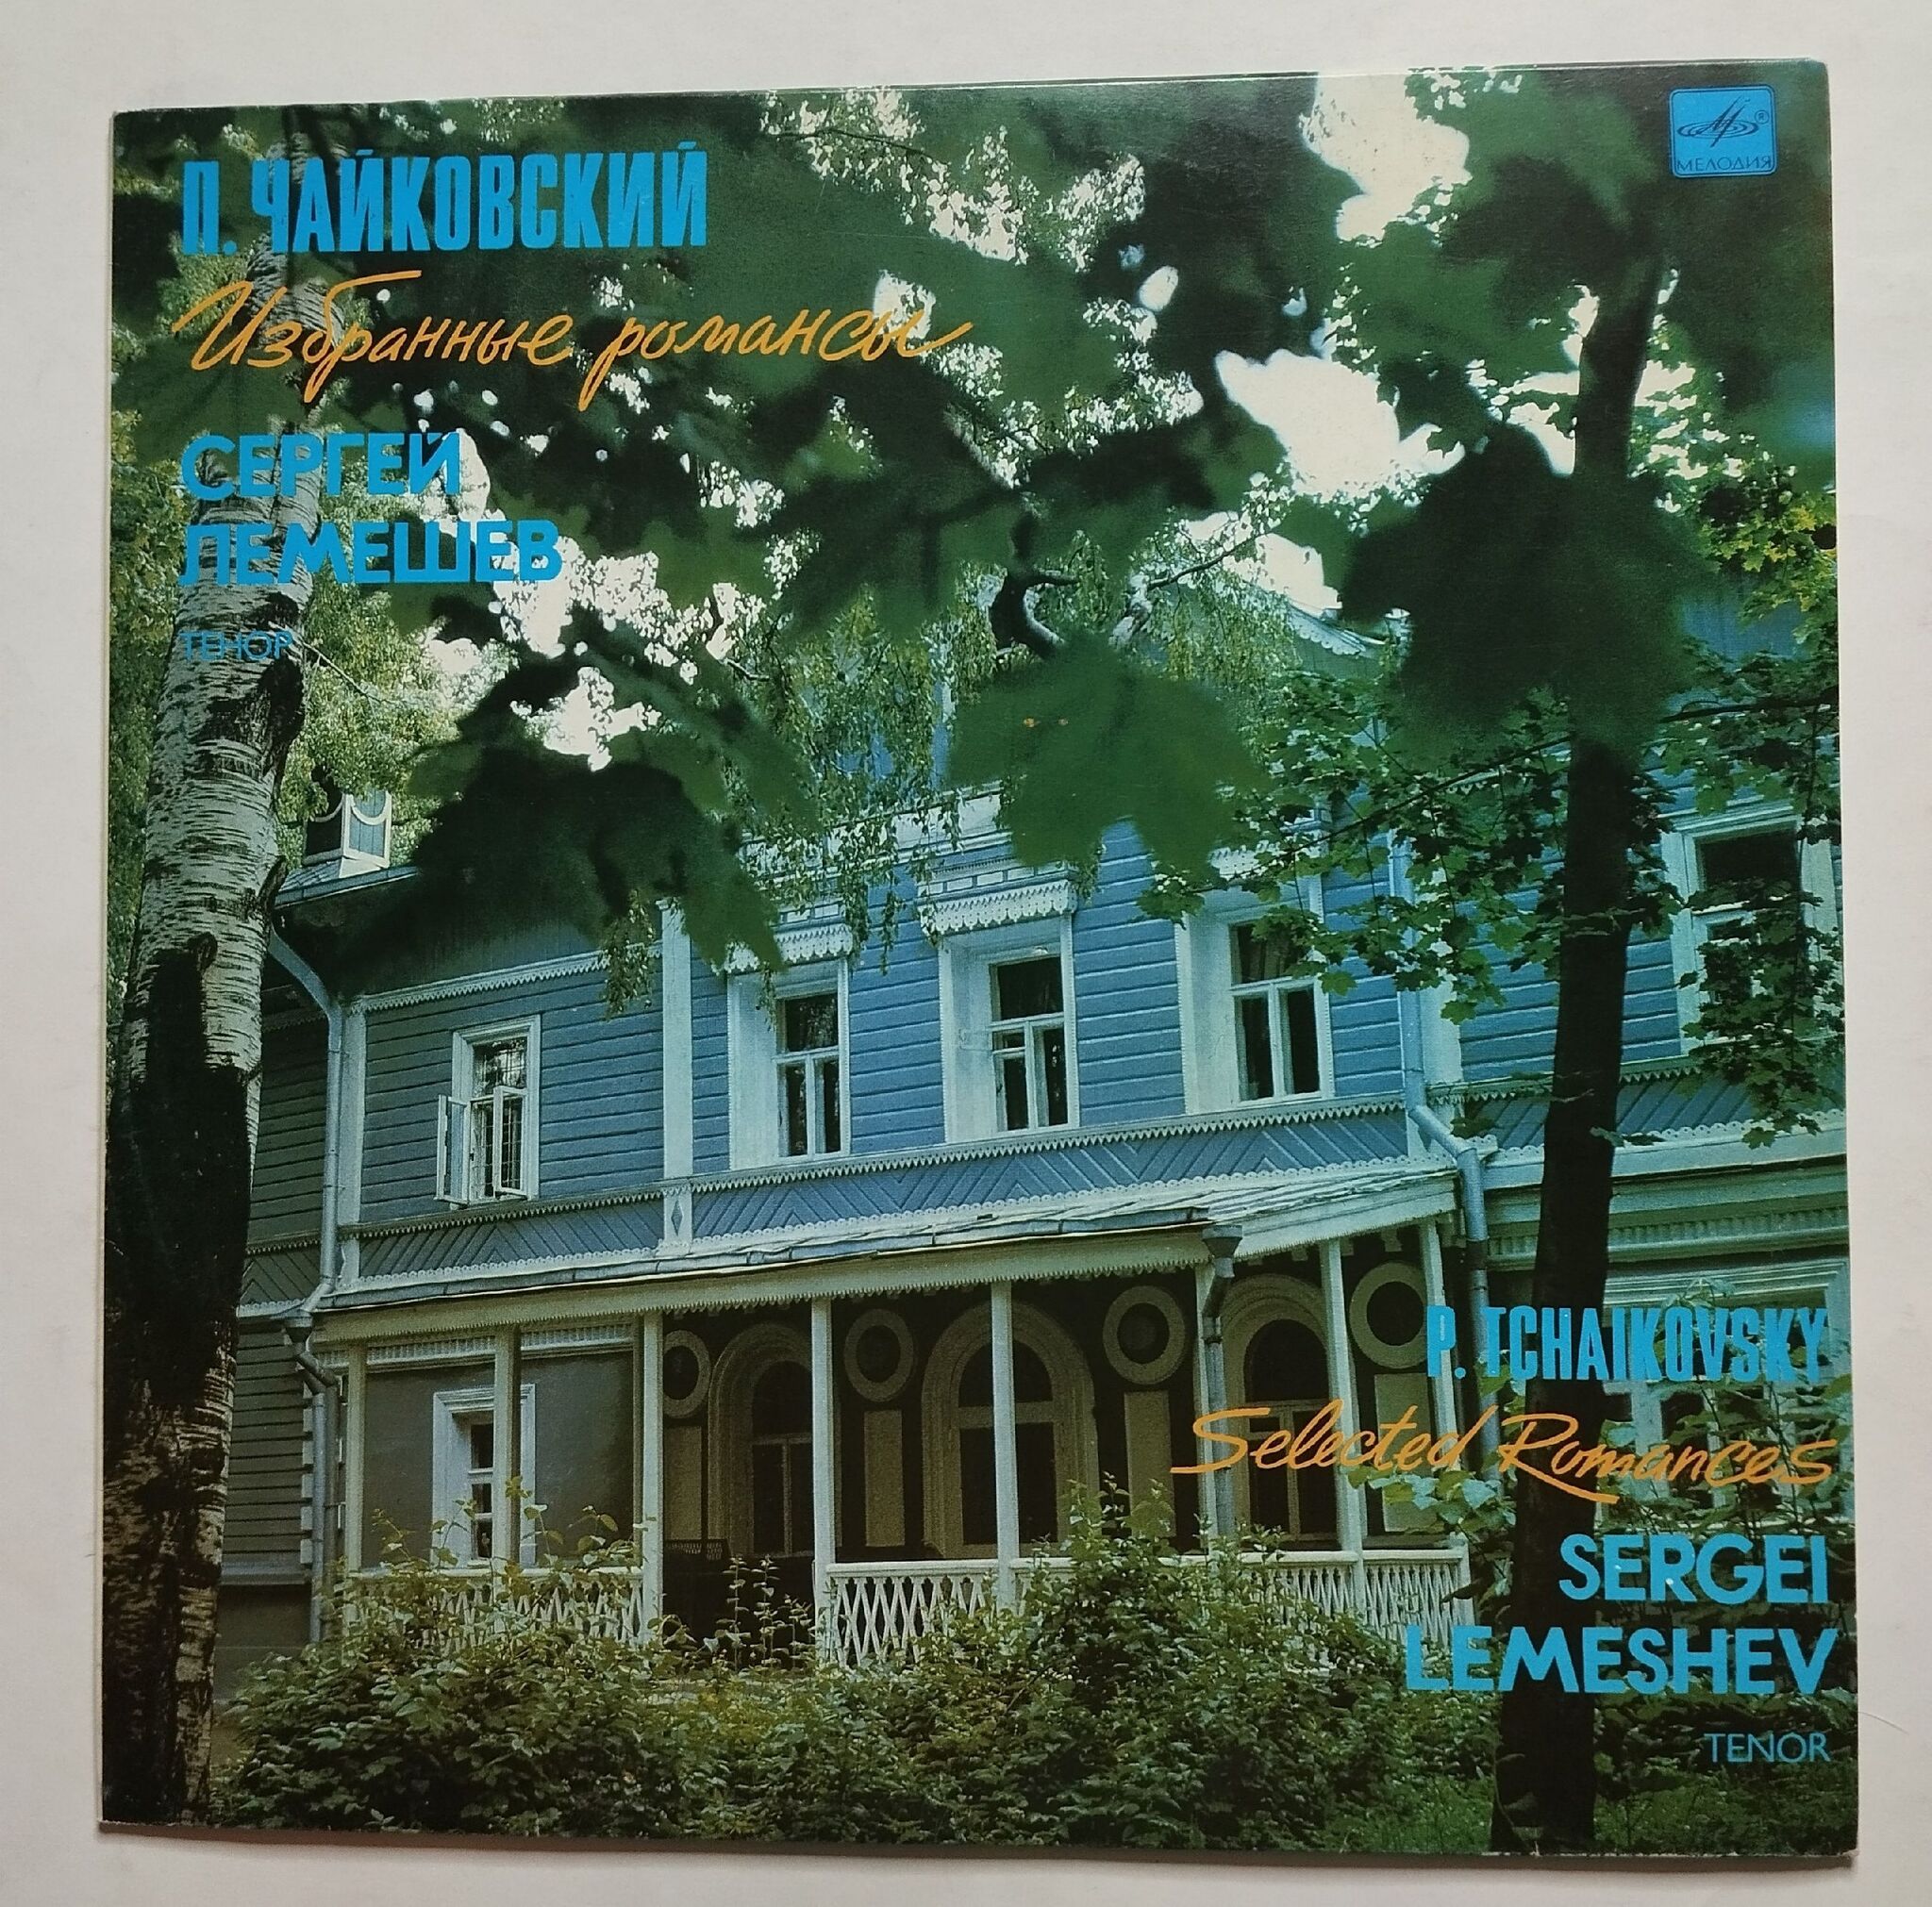 П. ЧАЙКОВСКИЙ
Избранные романсы
СЕРГЕЙ
ЛЕМЕШЕВ
ТЕНОР
МЕЛОДИЯ
P. TCHAIKOVSKY
Selected Romances
SERGEI
LEMESHEV
TENOR